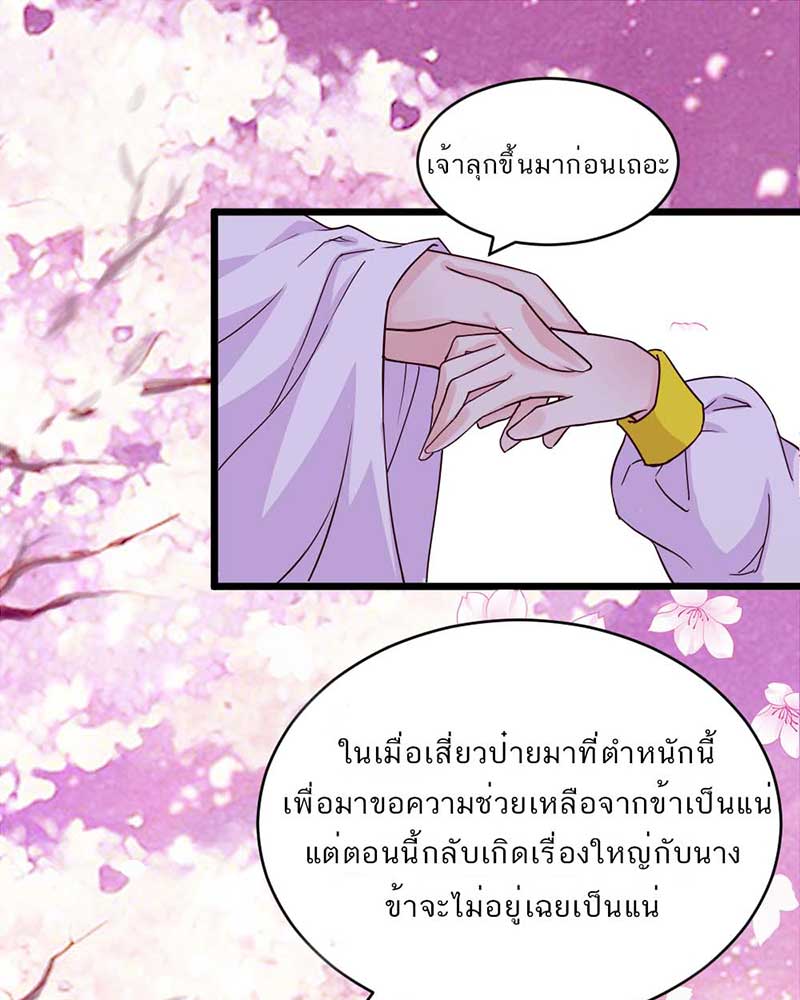 เจ้าลุกขึ้นมาก่อนเถอะ
ในเมื่อเสี่ยวป๋ายมาที่ตำหนักนี้
เพื่อมาขอความช่วยเหลือจากข้าเป็นแน่
แต่ตอนนี้กลับเกิดเรื่องใหญ่กับนาง
ข้าจะไม่อยู่เฉยเป็นแน่